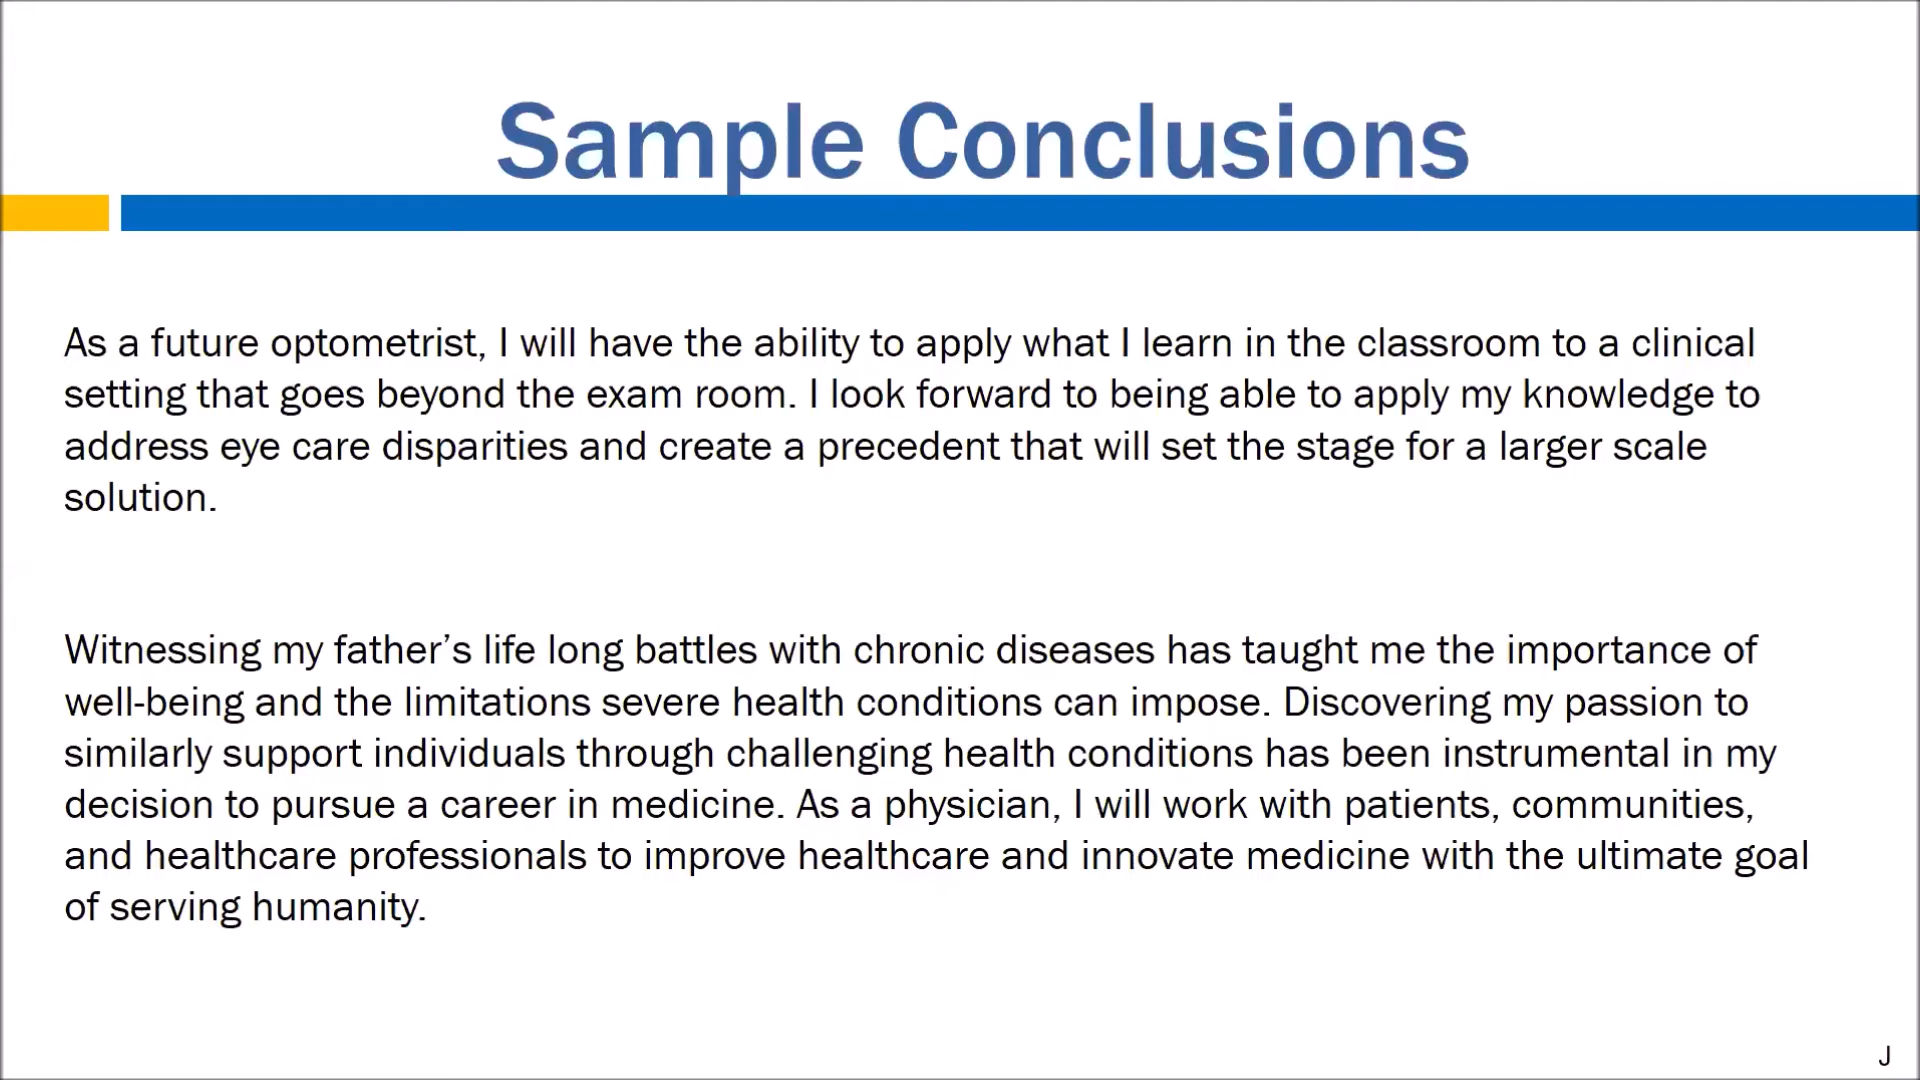 Sample Conclusions
As a future optometrist, I will have the ability to apply what I learn in the classroom to a clinical
setting that goes beyond the exam room. I look forward to being able to apply my knowledge to
address eye care disparities and create a precedent that will set the stage for a larger scale
solution.
Witnessing my father’s life long battles with chronic diseases has taught me the importance of
well-being and the limitations severe health conditions can impose. Discovering my passion to
similarly support individuals through challenging health conditions has been instrumental in my
decision to pursue a career in medicine. As a physician, I will work with patients, communities,
and healthcare professionals to improve healthcare and innovate medicine with the ultimate goal
of serving humanity.
J